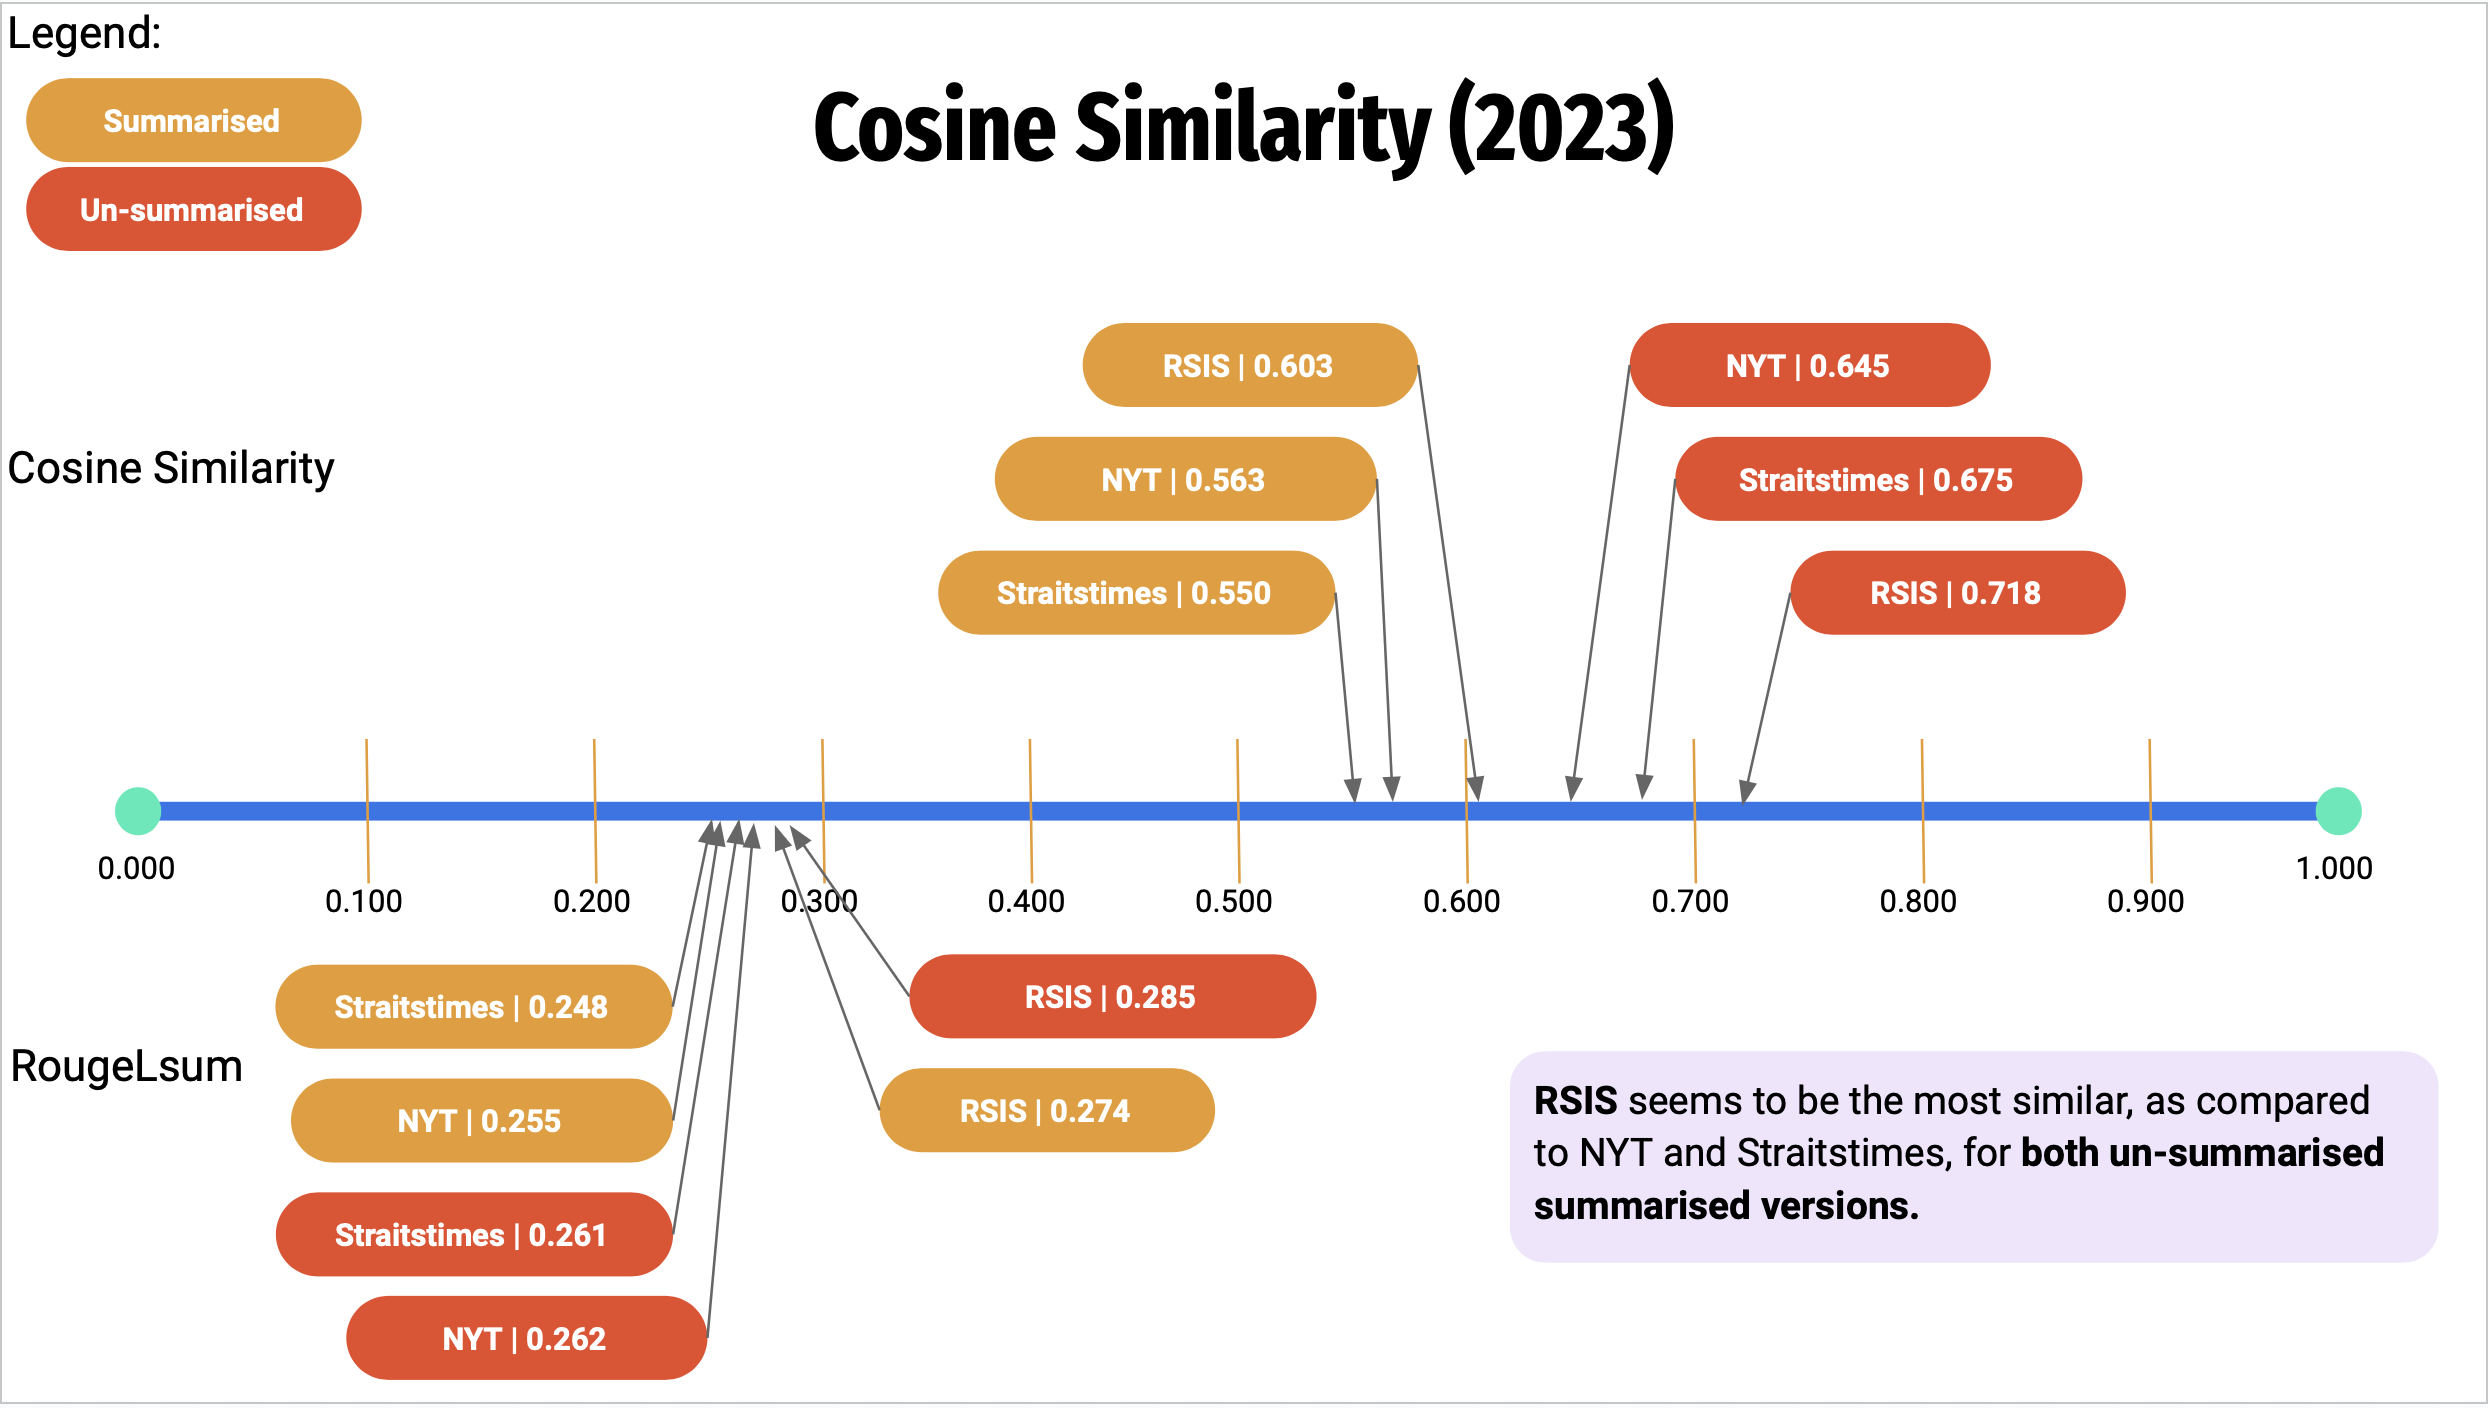 Legend:
Summarised
Un-summarised
Cosine Similarity (2023)
RSIS | 0.603
NYT | 0.645
Cosine Similarity
NYT | 0.563
Straitstimes | 0.675
Straitstimes | 0.550
RSIS | 0.718
0.000
1.000
0.100
0.200
0.300
0.400
0.500
0.600
0.700
0.800
0.900
Straitstimes | 0.248
RSIS | 0.285
RougeLsum
NYT | 0.255
RSIS | 0.274
Straitstimes | 0.261
NYT | 0.262
RSIS seems to be the most similar, as compared
to NYT and Straitstimes, for both un-summarised
summarised versions.